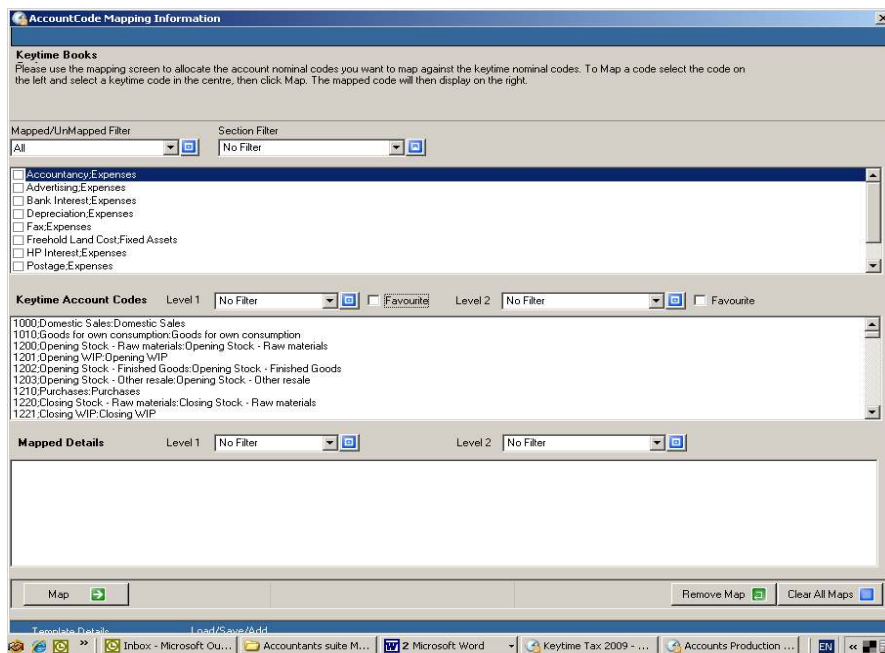 AccountCode Mapping Information
Keytime Books
Please use the mapping screen to allocate the account nominal codes you want to map against the keytime nominal codes. To Map a code select the code on
the left and select a keytime code in the centre, then click Map. The mapped code will then display on the right.
Mapped/UnMapped Filter Section Filter
All No Filter
Accountancy;Expenses
Advertising;Expenses
Bank Interest;Expenses
Depreciation;Expenses
Fax;Expenses
Freehold Land Cost;Fixed Assets
HP Interest;Expenses
Postage;Expenses
Keytime Account Codes Level 1 No Filter Favourite Level 2 No Filter Favourite
1000;Domestic Sales:Domestic Sales
1010;Goods for own consumption:Goods for own consumption
1200;Opening Stock - Raw materials:Opening Stock - Raw materials
1201;Opening WIP:Opening WIP
1202;Opening Stock - Finished Goods:Opening Stock - Finished Goods
1203;Opening Stock - Other resale:Opening Stock - Other resale
1210;Purchases:Purchases
1220;Closing Stock - Raw materials:Closing Stock - Raw materials
1221;Closing WIP:Closing WIP
Mapped Details Level 1 No Filter Level 2 No Filter
Map Remove Map Clear All Maps
Template Details Load/Save/Add
» Inbox - Microsoft Ou... Accountants suite M... 2 Microsoft Word Keytime Tax 2009 - ... Accounts Production ... EN «